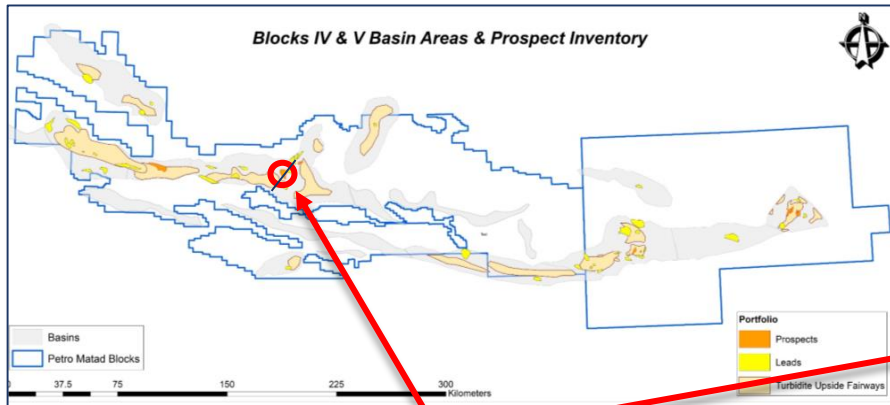 Blocks IV & V Basin Areas & Prospect Inventory
Basins
Petro Matad Blocks
Portfolio
Prospects
Leads
Turbidite Upside Fairways
0 37.5 75 150 225 300
Kilometers